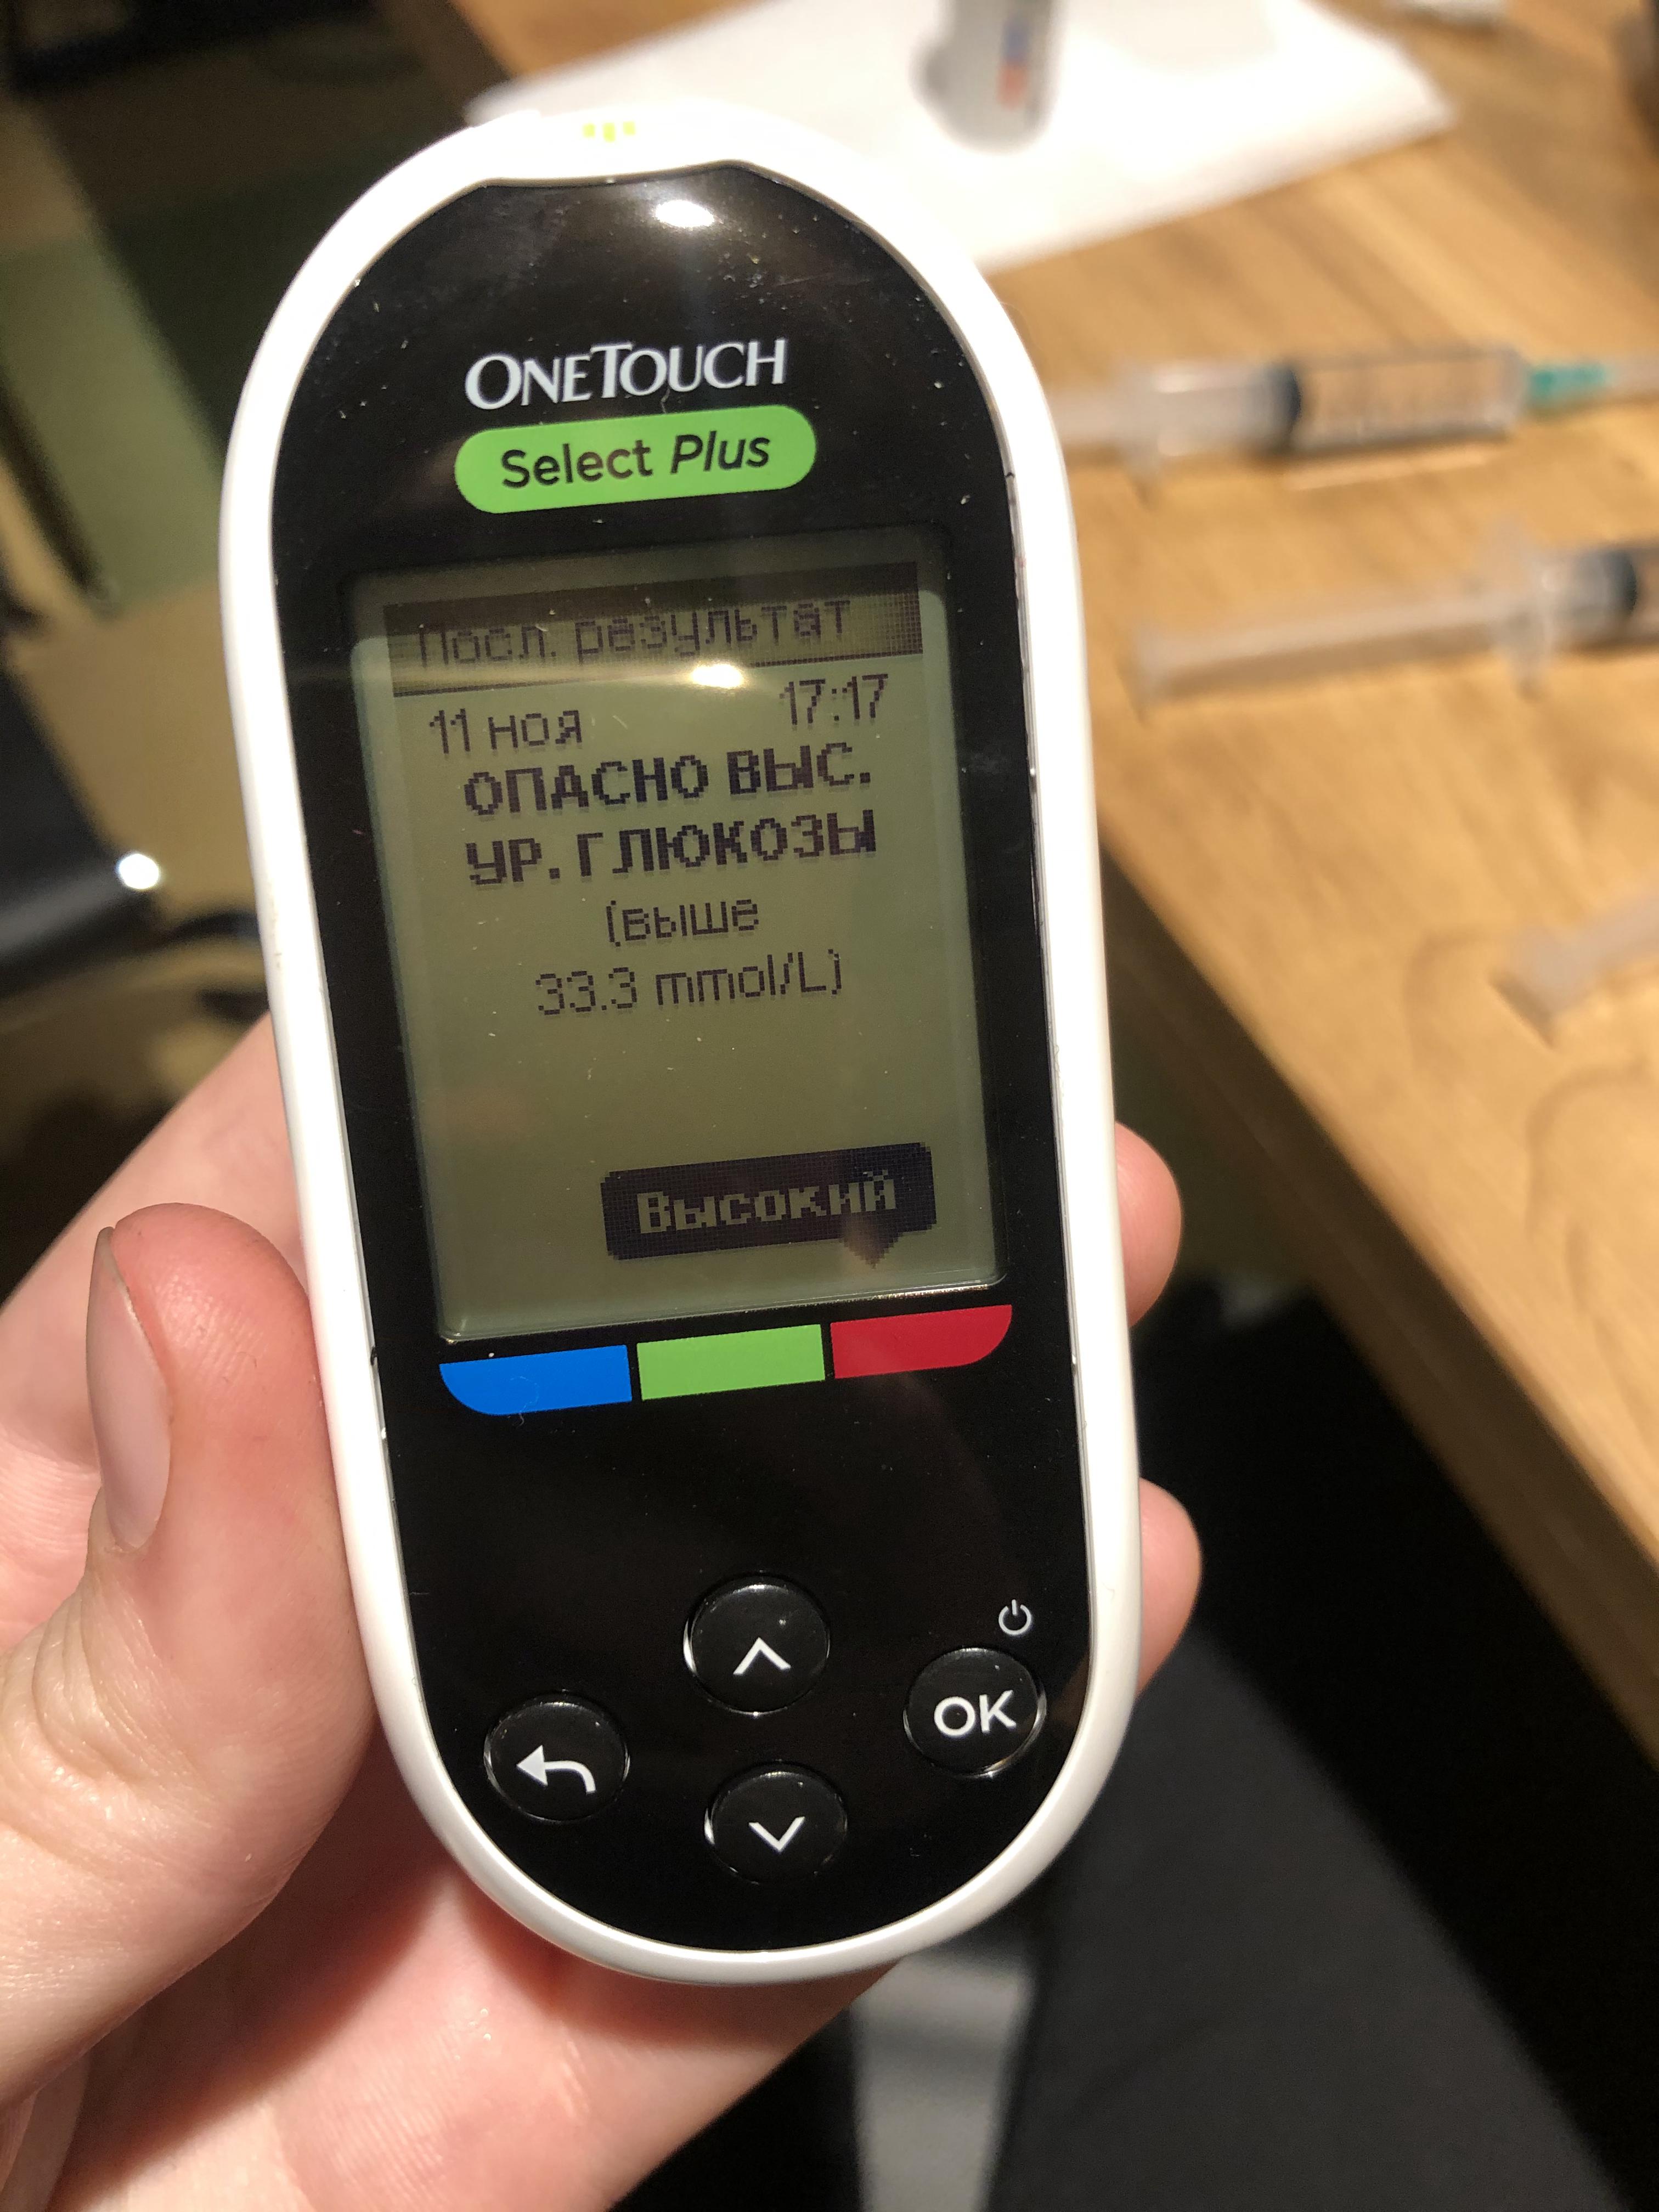 ONETOUCH
Select Plus
Посл. результат
11 ноя 17:17
ОПАСНО ВЫС.
УР. ГЛЮКОЗЫ
(выше
33.3 mmol/L)
Высокий
OK